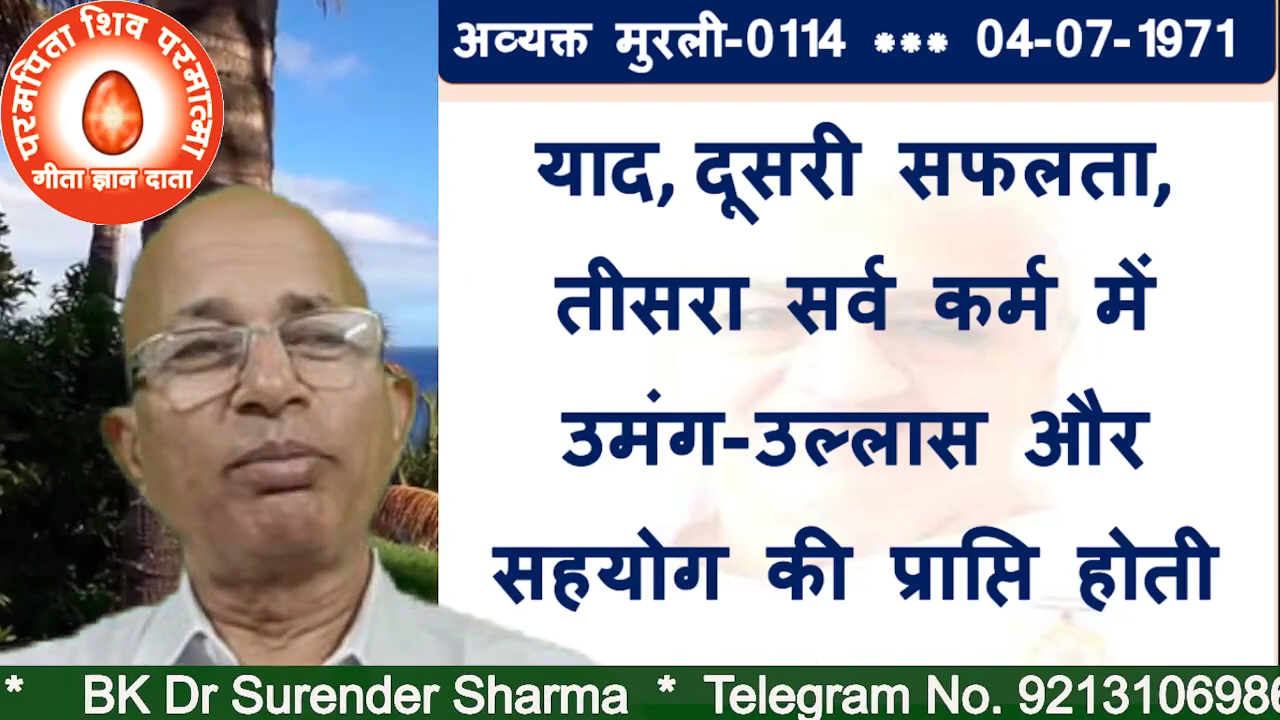 परमपिता शिव परमात्मा
गीता ज्ञान दाता
अव्यक्त मुरली-0114 *** 04-07-1971
याद, दूसरी सफलता,
तीसरा सर्व कर्म में
उमंग-उल्लास और
सहयोग की प्राप्ति होती
* BK Dr Surender Sharma * Telegram No. 9213106986